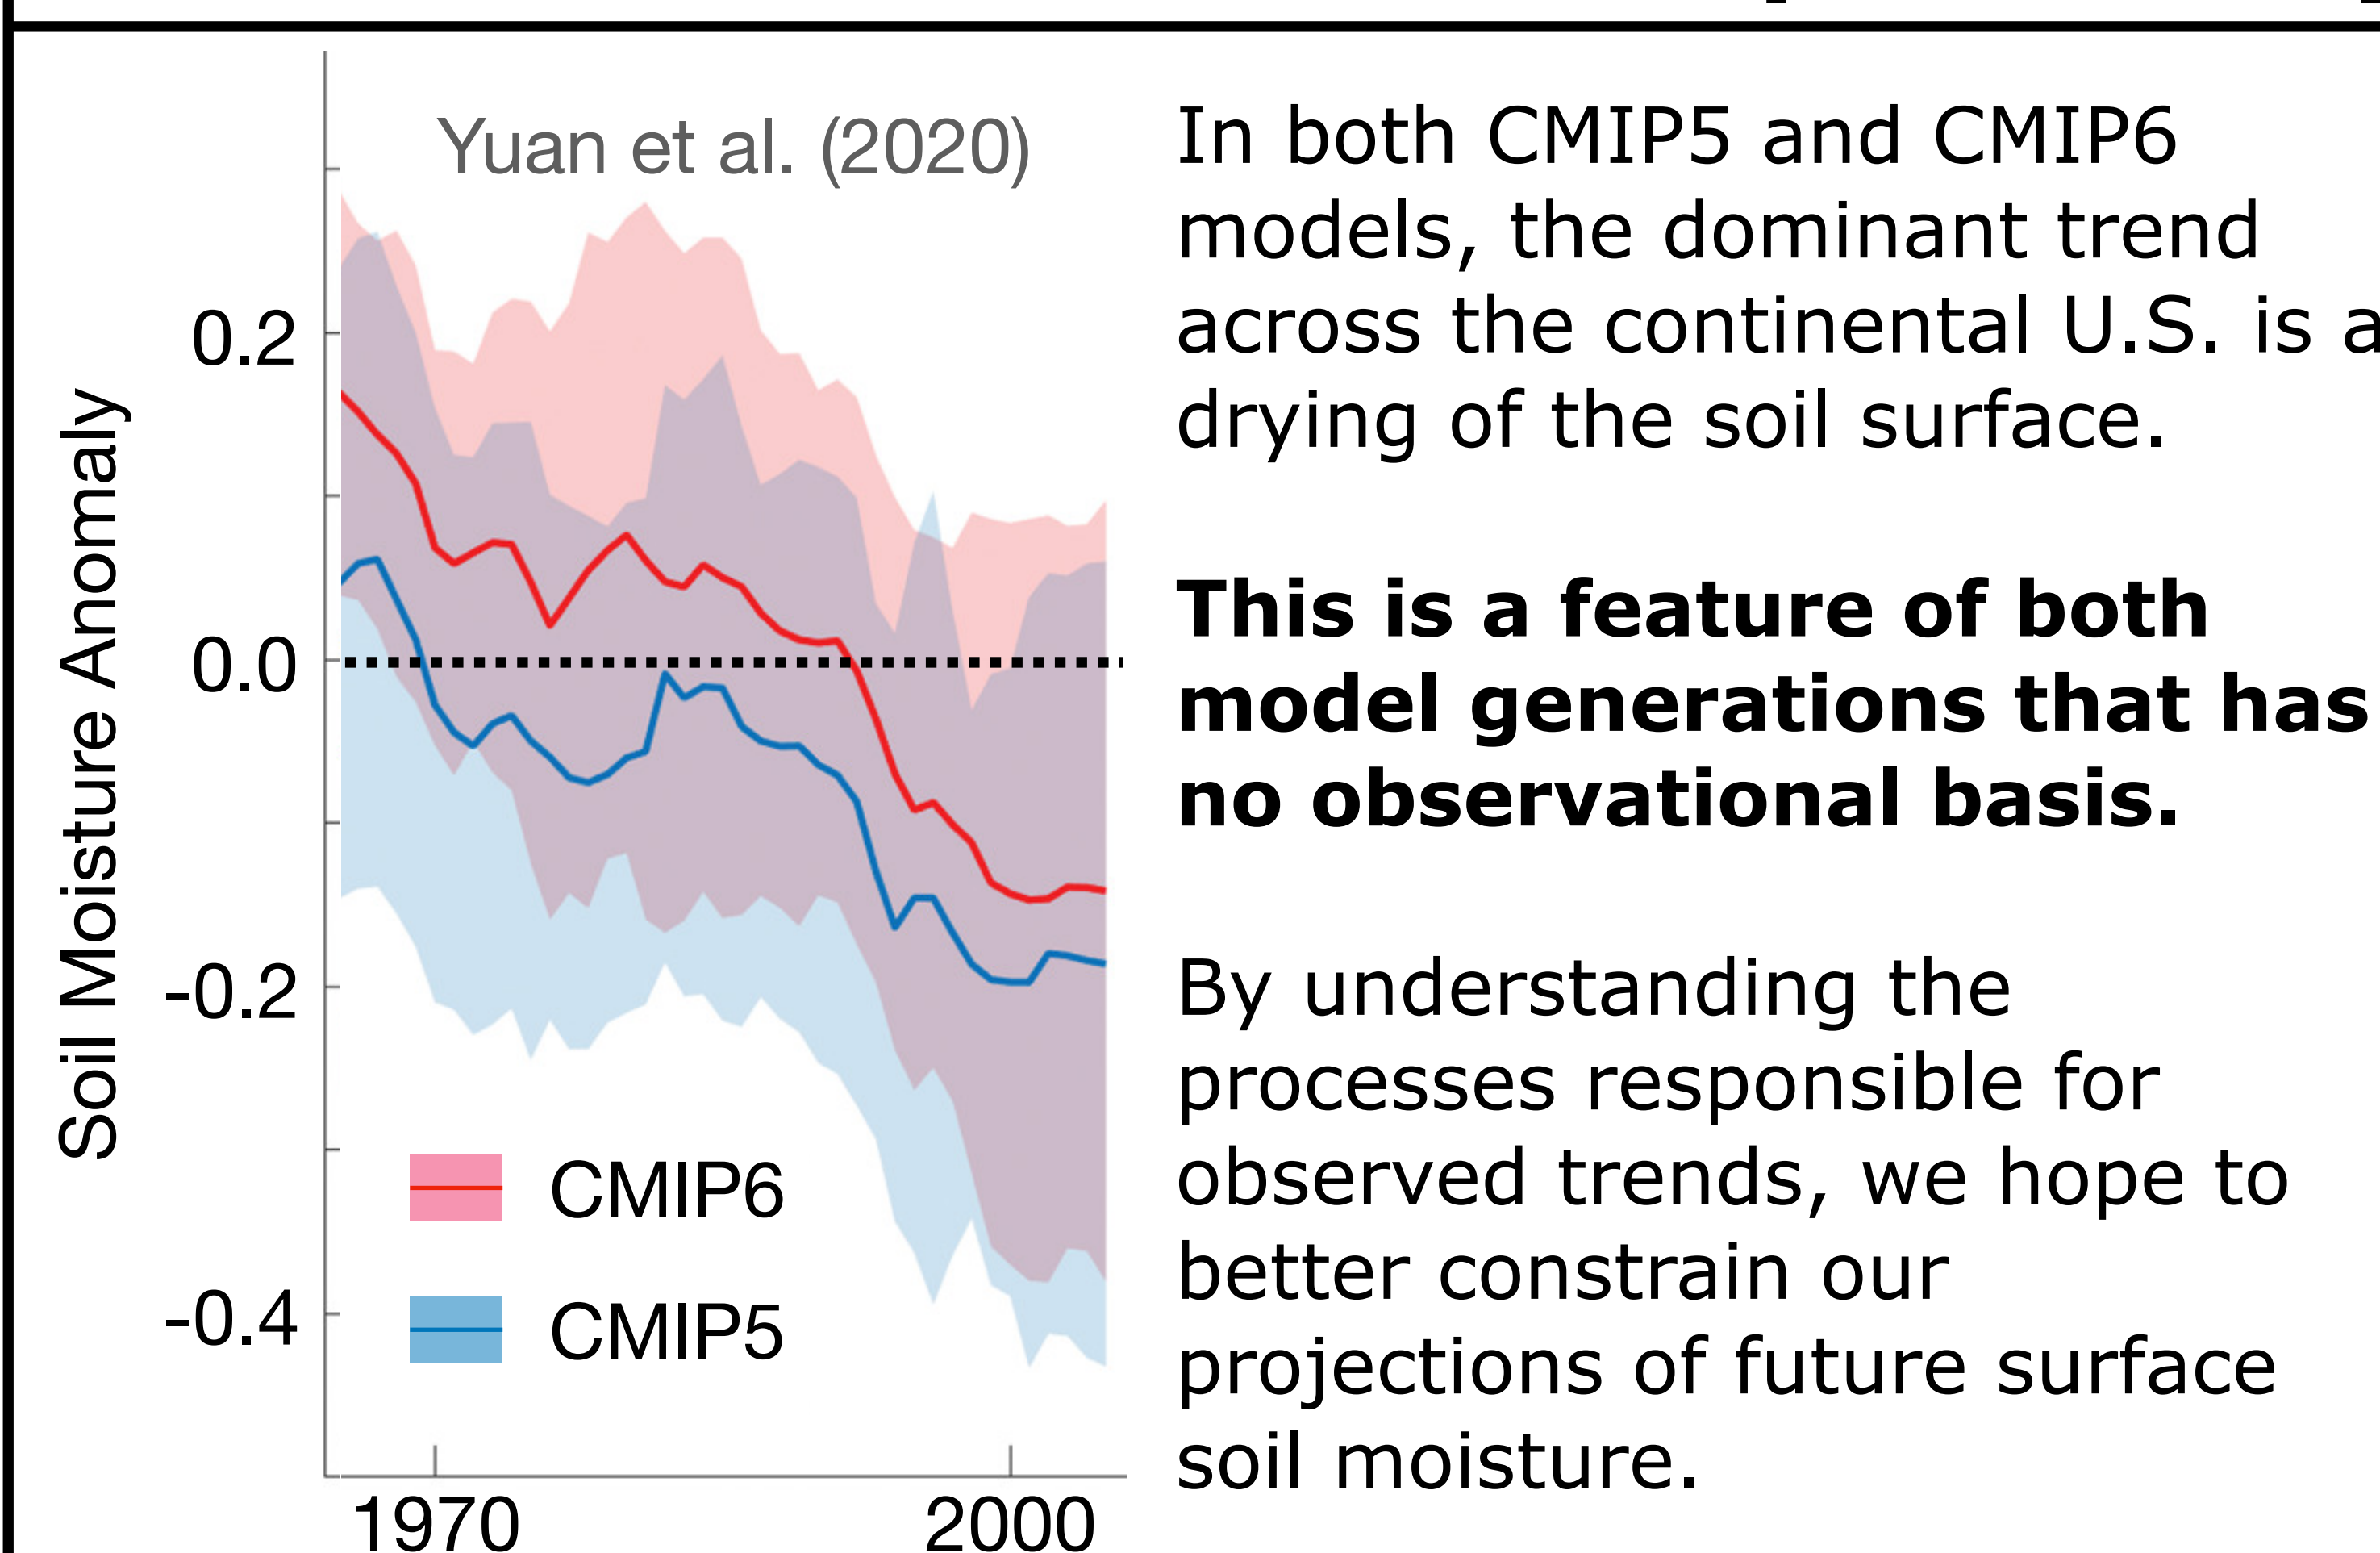 Yuan et al. (2020)
Soil Moisture Anomaly
0.2
0.0
-0.2
-0.4
CMIP6
CMIP5
1970
2000
In both CMIP5 and CMIP6
models, the dominant trend
across the continental U.S. is a
drying of the soil surface.
This is a feature of both
model generations that has
no observational basis.
By understanding the
processes responsible for
observed trends, we hope to
better constrain our
projections of future surface
soil moisture.